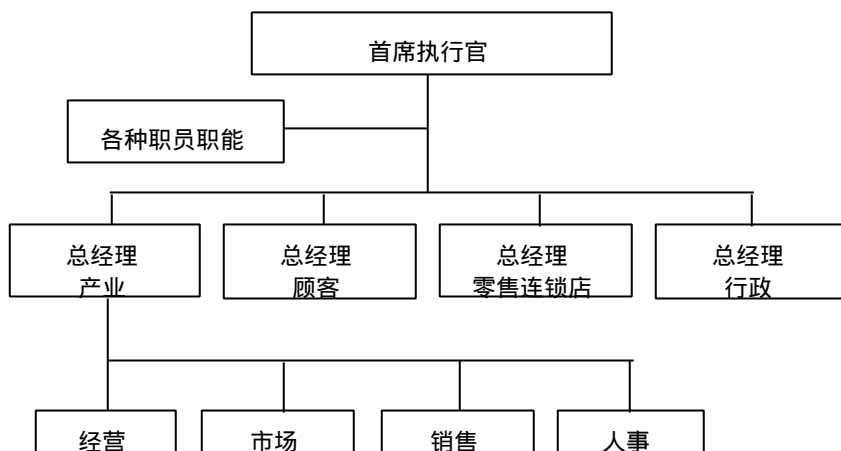 首席执行官
各种职员职能
总经理
产业
总经理
顾客
总经理
零售连锁店
总经理
行政
经营
市场
销售
人事